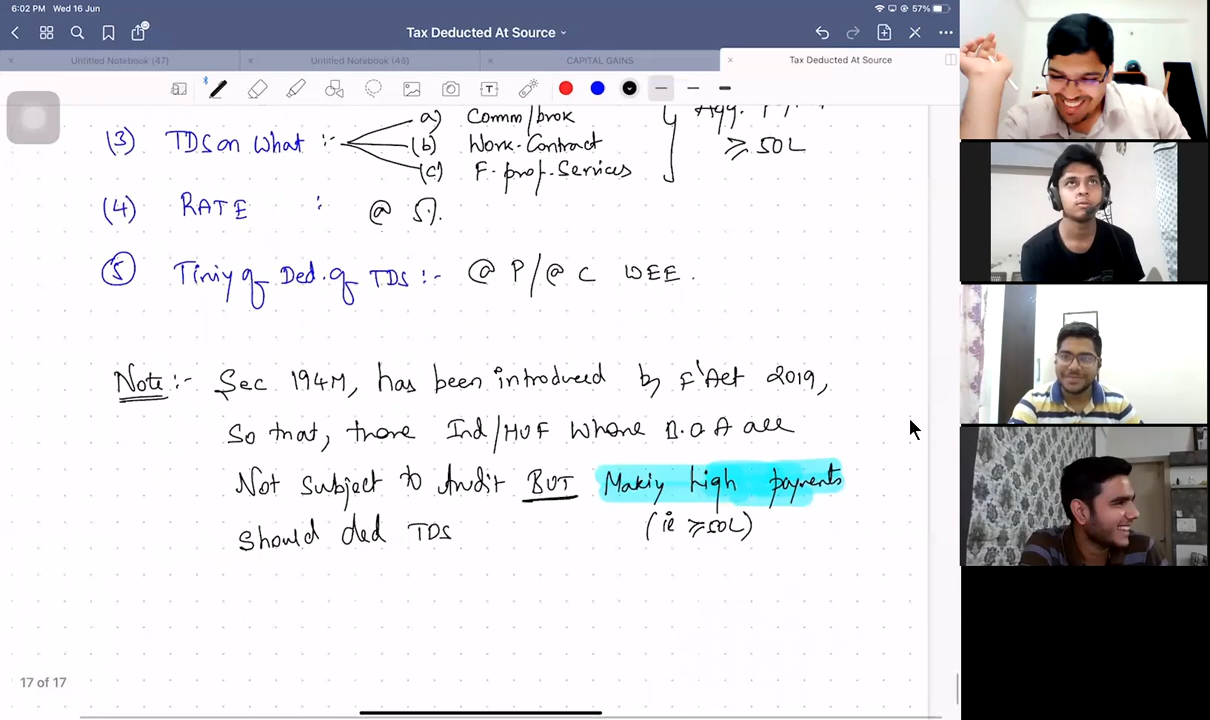 6:02 PM Wed 16 Jun
57%
Tax Deducted At Source
Untitled Notebook (47)
Untitled Notebook (43)
CAPITAL GAINS
Tax Deducted At Source
(3) TDS on What :-
a) Comm/brok
(b) Work. Contract
(c) F. prof. Services
Agg.
≥ 50L
(4) RATE : @ 5%.
(5) Timiy of Ded. of TDS :- @ P/@ C WEE.
Note:- Sec 194M, has been introduced by F'Act 2019,
So that, those Ind/HUF whose B.O.A are
Not subject to Audit BUT Makiy high payments
(ie ≥50L)
should ded TDS
17 of 17